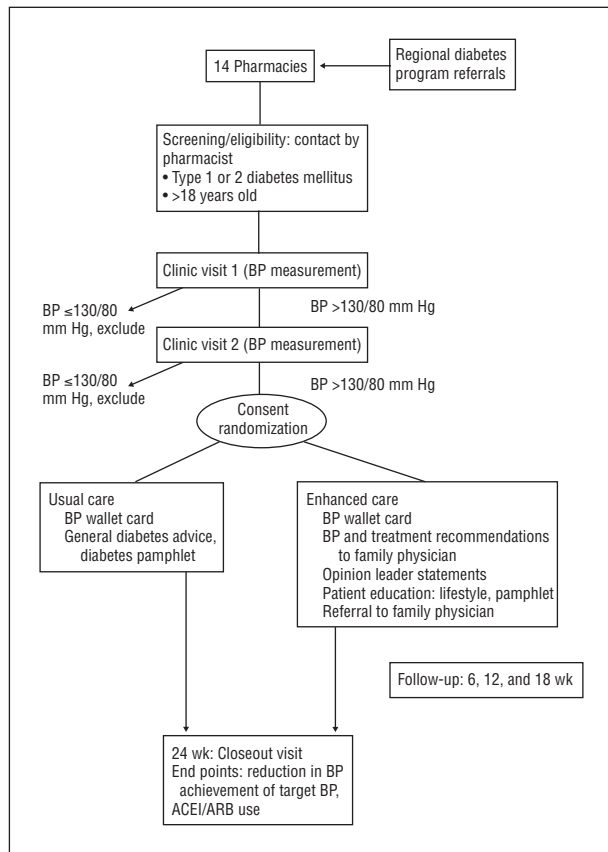 14 Pharmacies
Regional diabetes
program referrals
Screening/eligibility: contact by
pharmacist
• Type 1 or 2 diabetes mellitus
• >18 years old
Clinic visit 1 (BP measurement)
BP ≤130/80
mm Hg, exclude
BP >130/80 mm Hg
Clinic visit 2 (BP measurement)
BP ≤130/80
mm Hg, exclude
BP >130/80 mm Hg
Consent
randomization
Usual care
BP wallet card
General diabetes advice,
diabetes pamphlet
Enhanced care
BP wallet card
BP and treatment recommendations
to family physician
Opinion leader statements
Patient education: lifestyle, pamphlet
Referral to family physician
Follow-up: 6, 12, and 18 wk
24 wk: Closeout visit
End points: reduction in BP
achievement of target BP,
ACEI/ARB use